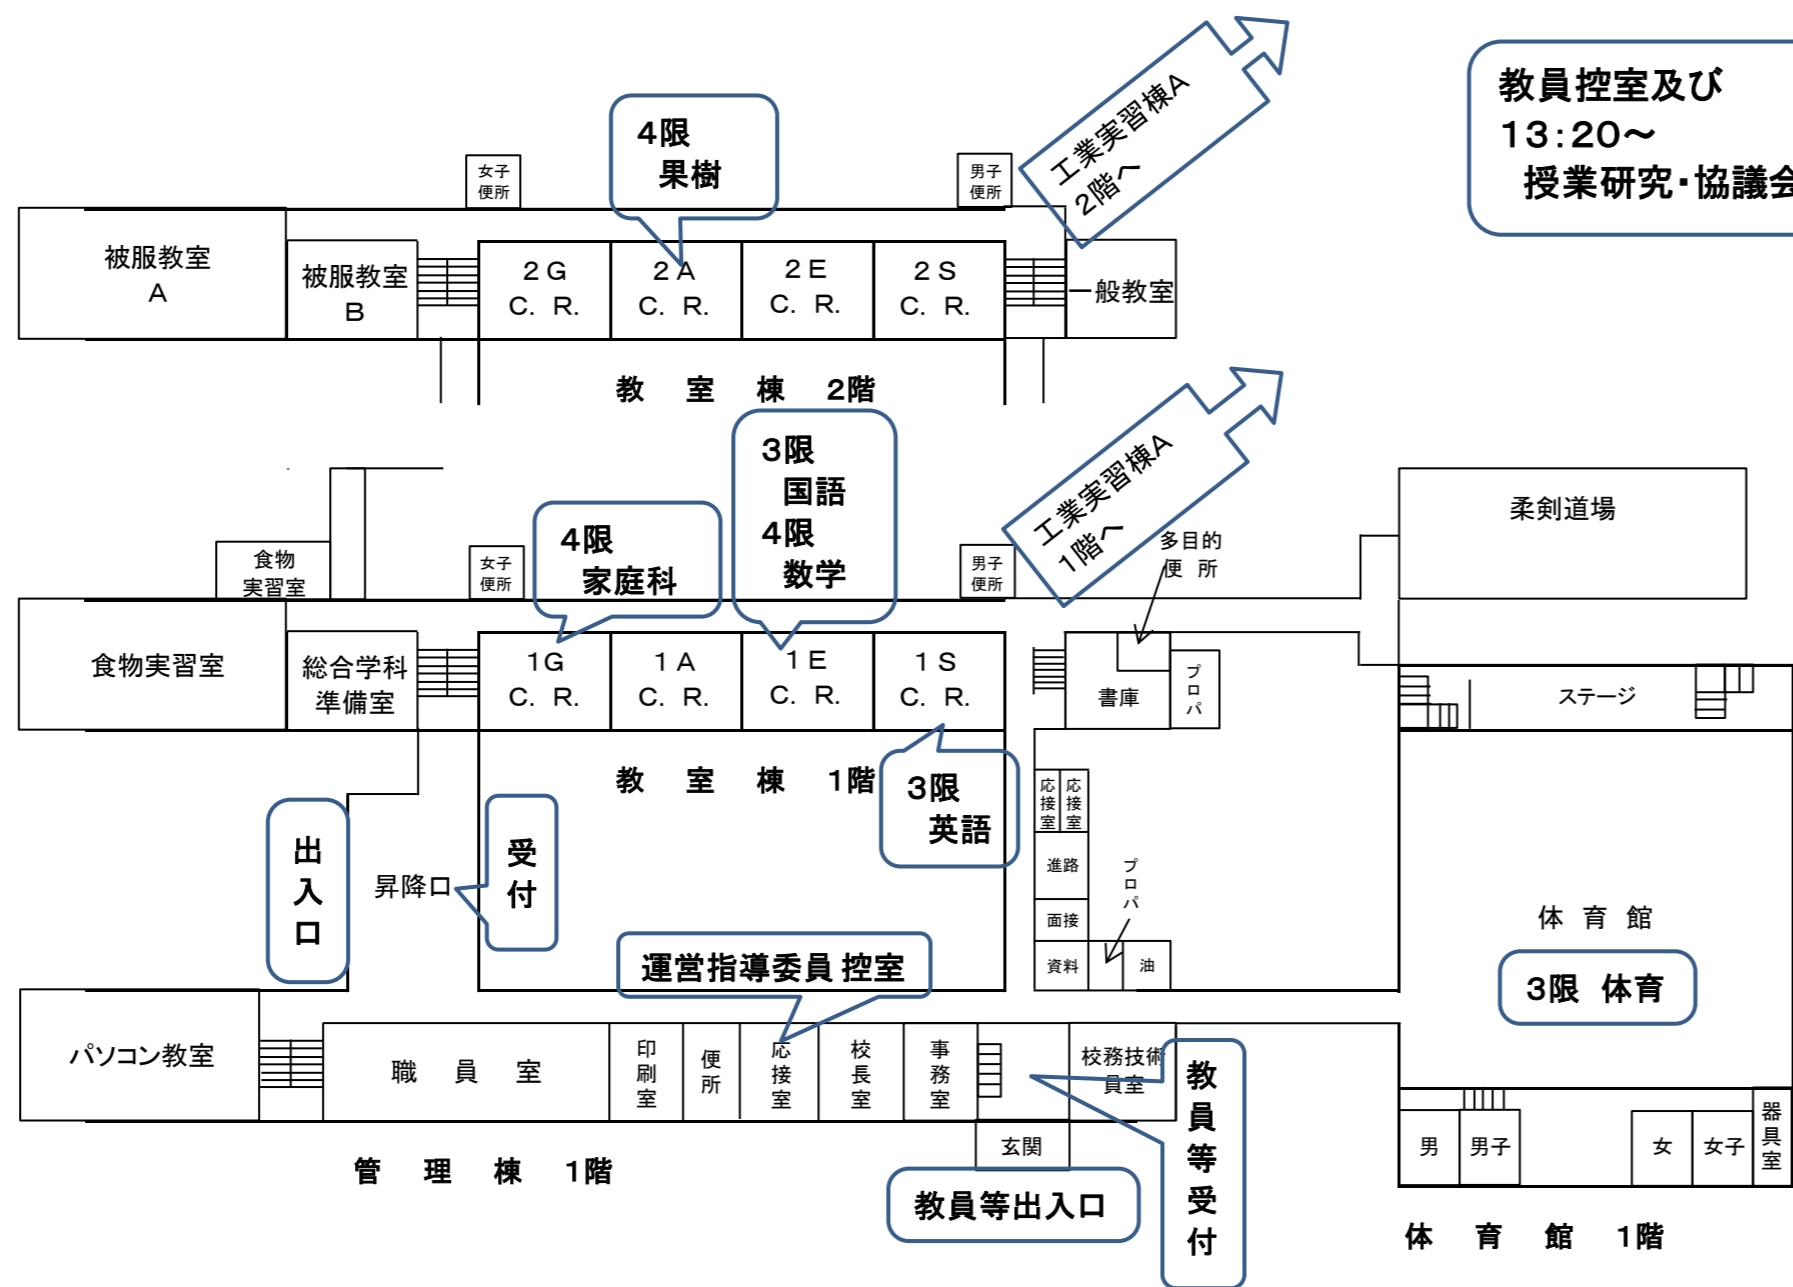 教員控室及び
13：20～
授業研究・協議会
工業実習棟A
2階へ
4限
果樹
女子
便所
男子
便所
被服教室
A
被服教室
B
2G
C．R．
2A
C．R．
2E
C．R．
2S
C．R．
一般教室
教室棟 2階
3限
国語
4限
数学
工業実習棟A
1階へ
柔剣道場
4限
家庭科
食物
実習室
女子
便所
男子
便所
多目的
便所
食物実習室
総合学科
準備室
1G
C．R．
1A
C．R．
1E
C．R．
1S
C．R．
書庫
プロパ
ステージ
教室棟 1階
3限
英語
応接室
応接室
出入口
昇降口
受付
進路
プロパ
面接
体育館
運営指導委員 控室
資料
油
3限 体育
パソコン教室
職員室
印刷室
便所
応接室
校長室
事務室
校務技術
員室
教員等受付
玄関
男
男子
女
女子
器具室
管理棟 1階
教員等出入口
体育館 1階